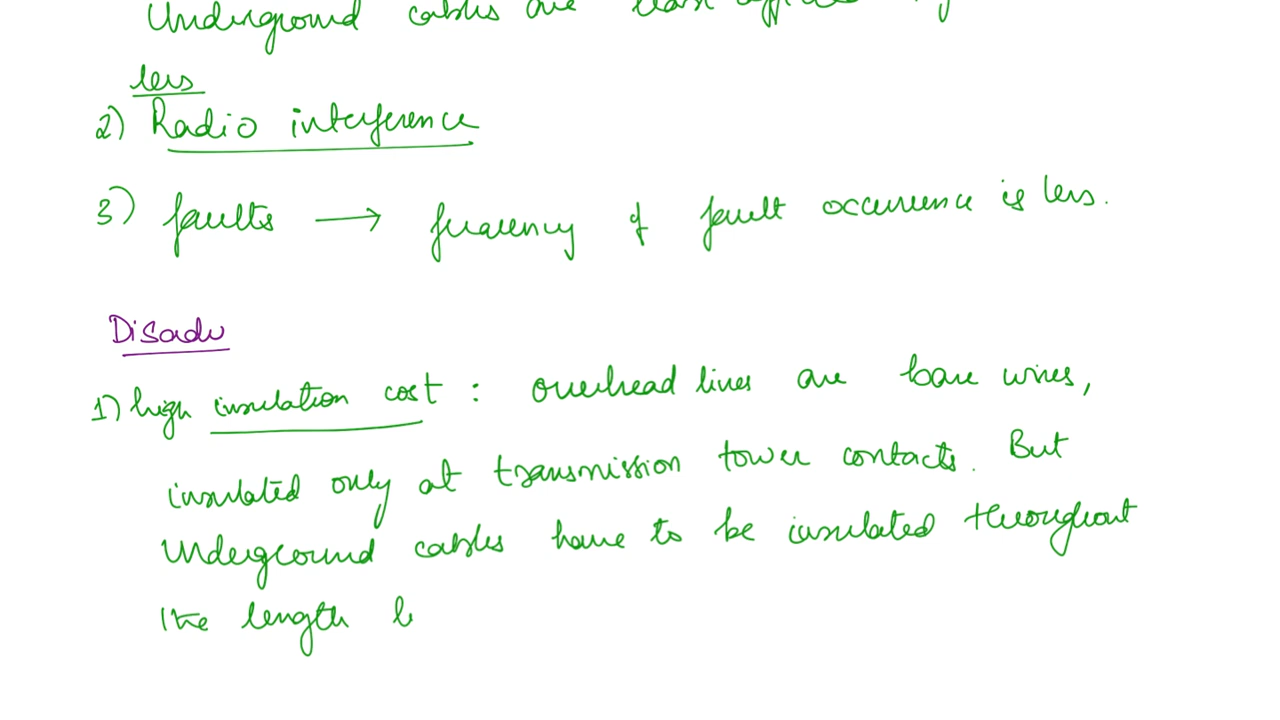 Underground cables are least
less
2) Radio interference
3) faults → frequency of fault occurrence is less.
Disadv
1) high insulation cost : overhead lines are bare wires,
insulated only at transmission tower contacts. But
Underground cables have to be insulated throughout
the length